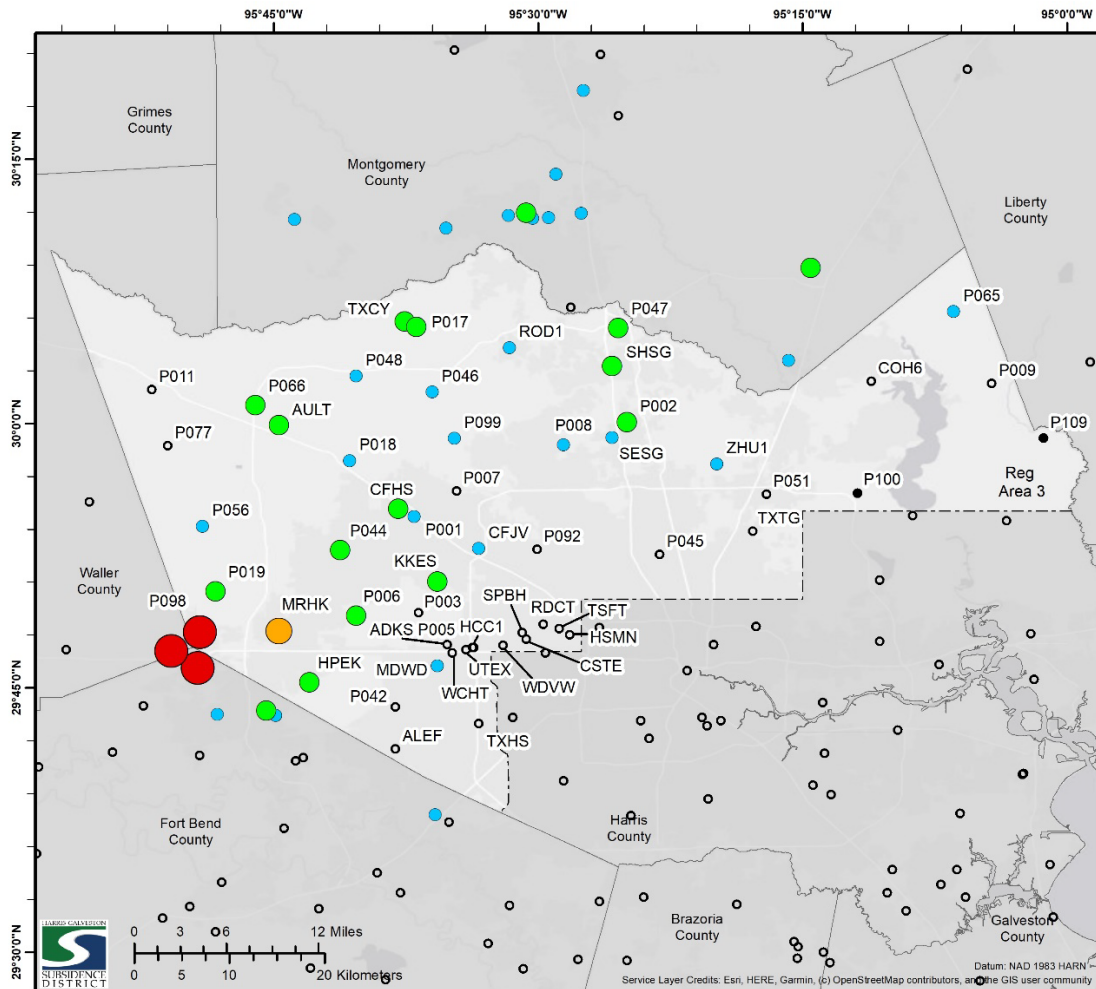 95°45'0"W
95°30'0"W
95°15'0"W
95°0'0"W
Grimes
County
30°15'0"N
Montgomery
County
Liberty
County
P065
TXCY
P017
P047
ROD1
SHSG
P048
COH6
P009
P011
P046
P066
AULT
P002
30°0'0"N
P099
P008
P109
P077
P018
SESG
ZHU1
CFHS
P007
P051
P100
Reg
Area 3
P056
P001
CFJV
P092
TXTG
P044
P045
KKES
Waller
County
P019
SPBH
P098
MRHK
P006
P003
RDCT
TSFT
ADKS
P005
HCC1
HSMN
HPEK
MDWD
UTEX
CSTE
29°45'0"N
WCHT
WDVW
P042
ALEF
TXHS
Fort Bend
County
Harris
County
Brazoria
County
Galveston
County
HARRIS GALVESTON
SUBSIDENCE
DISTRICT
29°30'0"N
0 3 6 12 Miles
0 5 10 20 Kilometers
Datum: NAD 1983 HARN
Service Layer Credits: Esri, HERE, Garmin, (c) OpenStreetMap contributors, and the GIS user community